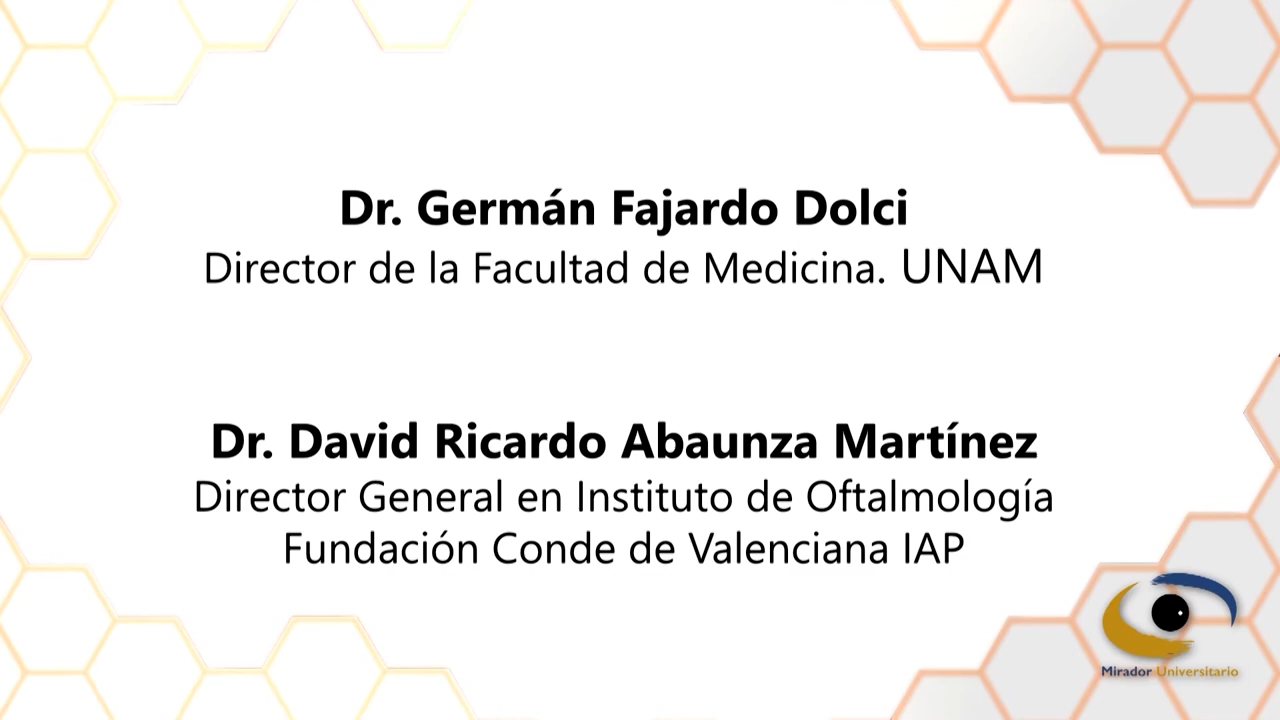 Dr. Germán Fajardo Dolci
Director de la Facultad de Medicina. UNAM
Dr. David Ricardo Abaunza Martínez
Director General en Instituto de Oftalmología
Fundación Conde de Valenciana IAP
Mirador Universitario